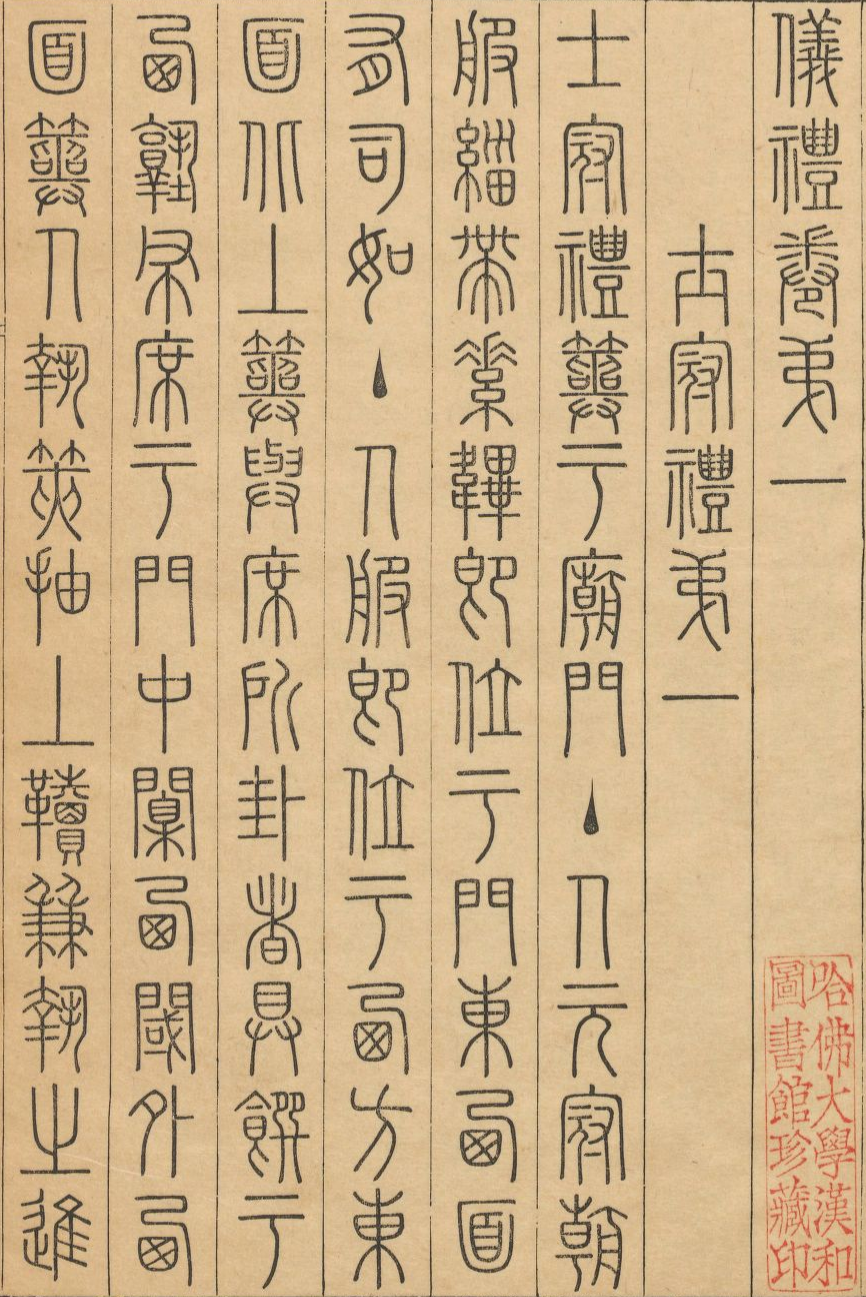 儀禮卷第一
士冠禮第一
士冠禮筮于廟門主人玄冠朝
服緇帶素韠即位于門東西面
有司如主人服即位于西方東
面北上筮與席所卦者具饌于
西塾布席于門中闑西閾外西
面筮人執筴抽上韇兼執之進
哈佛大學漢和
圖書館珍藏印